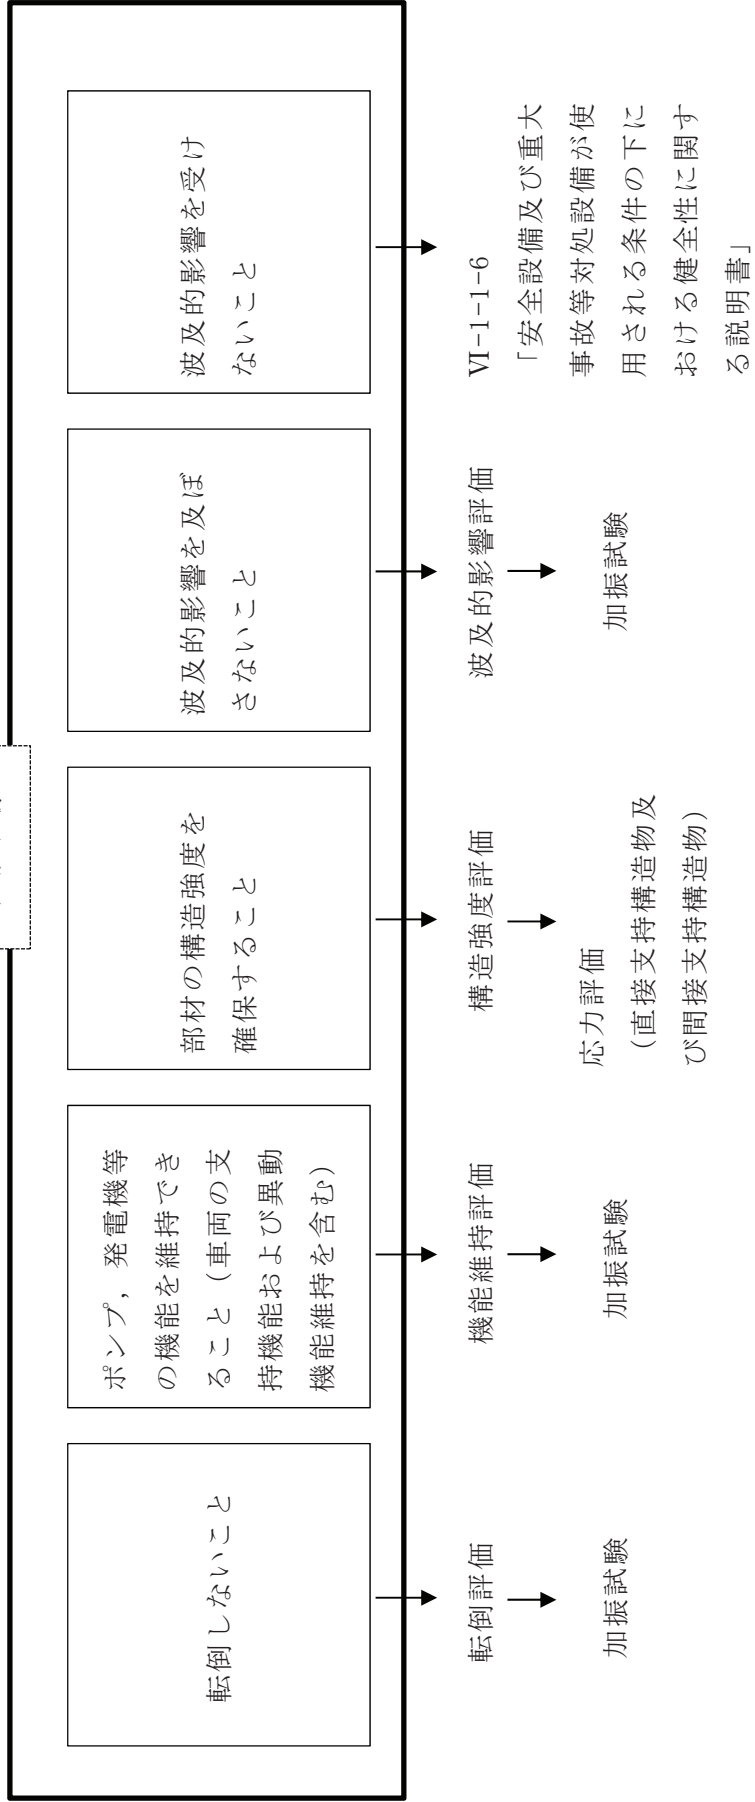 転倒しないこと
転倒評価
加振試験
ポンプ，発電機等
の機能を維持でき
ること（車両の支
持機能および異動
機能維持を含む）
機能維持評価
加振試験
部材の構造強度を
確保すること
構造強度評価
応力評価
（直接支持構造物及
び間接支持構造物）
波及的影響を及ぼ
さないこと
波及的影響評価
加振試験
波及的影響を受け
ないこと
Ⅵ-1-1-6
「安全設備及び重大
事故等対処設備が使
用される条件の下に
おける健全性に関す
る説明書」